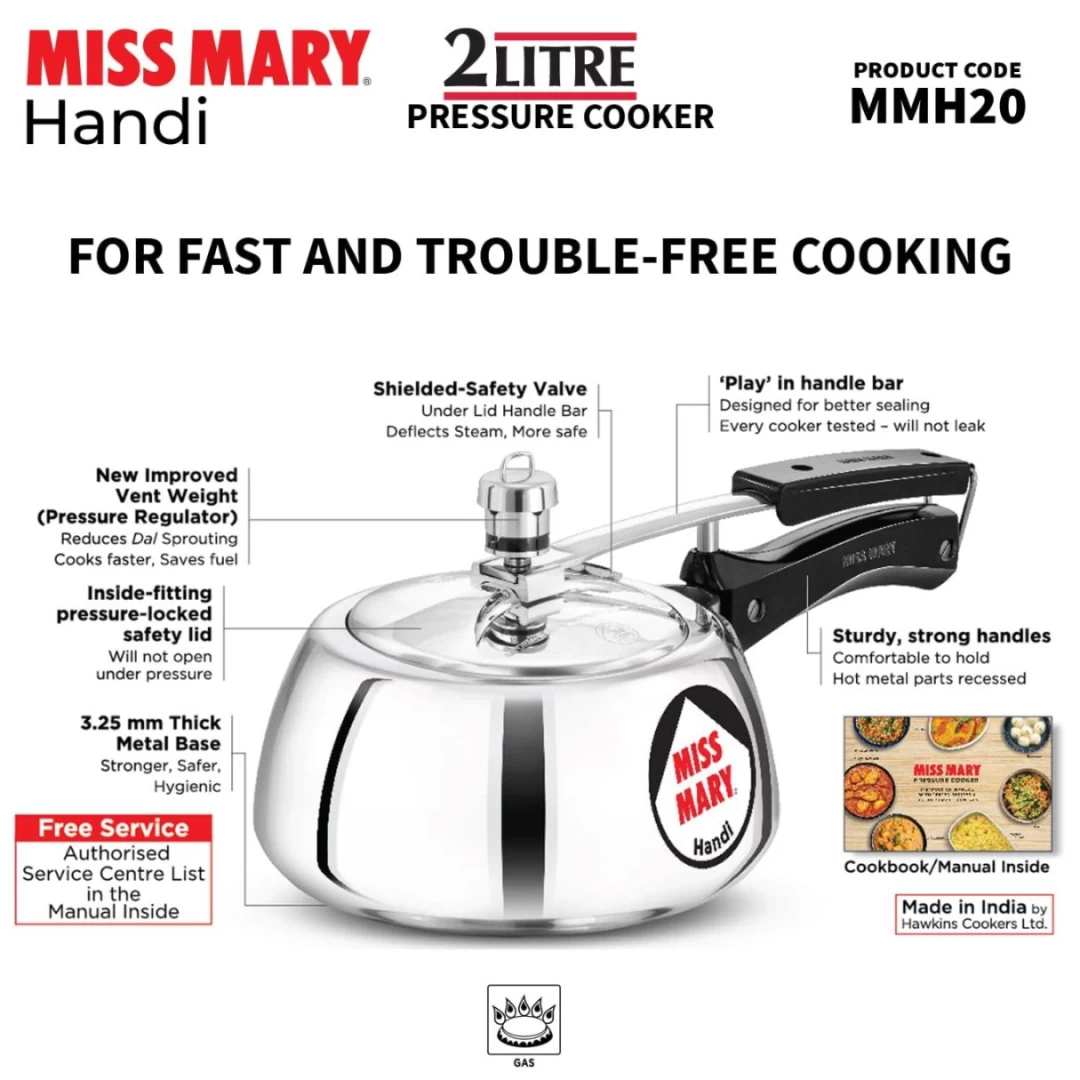 MISS MARY®
Handi
2 LITRE
PRESSURE COOKER
PRODUCT CODE
MMH20
FOR FAST AND TROUBLE-FREE COOKING
Shielded-Safety Valve
Under Lid Handle Bar
Deflects Steam, More safe
‘Play’ in handle bar
Designed for better sealing
Every cooker tested – will not leak
New Improved
Vent Weight
(Pressure Regulator)
Reduces Dal Sprouting
Cooks faster, Saves fuel
Inside-fitting
pressure-locked
safety lid
Will not open
under pressure
3.25 mm Thick
Metal Base
Stronger, Safer,
Hygienic
Free Service
Authorised
Service Centre List
in the
Manual Inside
MISS MARY
Sturdy, strong handles
Comfortable to hold
Hot metal parts recessed
MISS
MARY
Handi
MISS MARY
PRESSURE COOKER
Cookbook/Manual Inside
Made in India by
Hawkins Cookers Ltd.
GAS